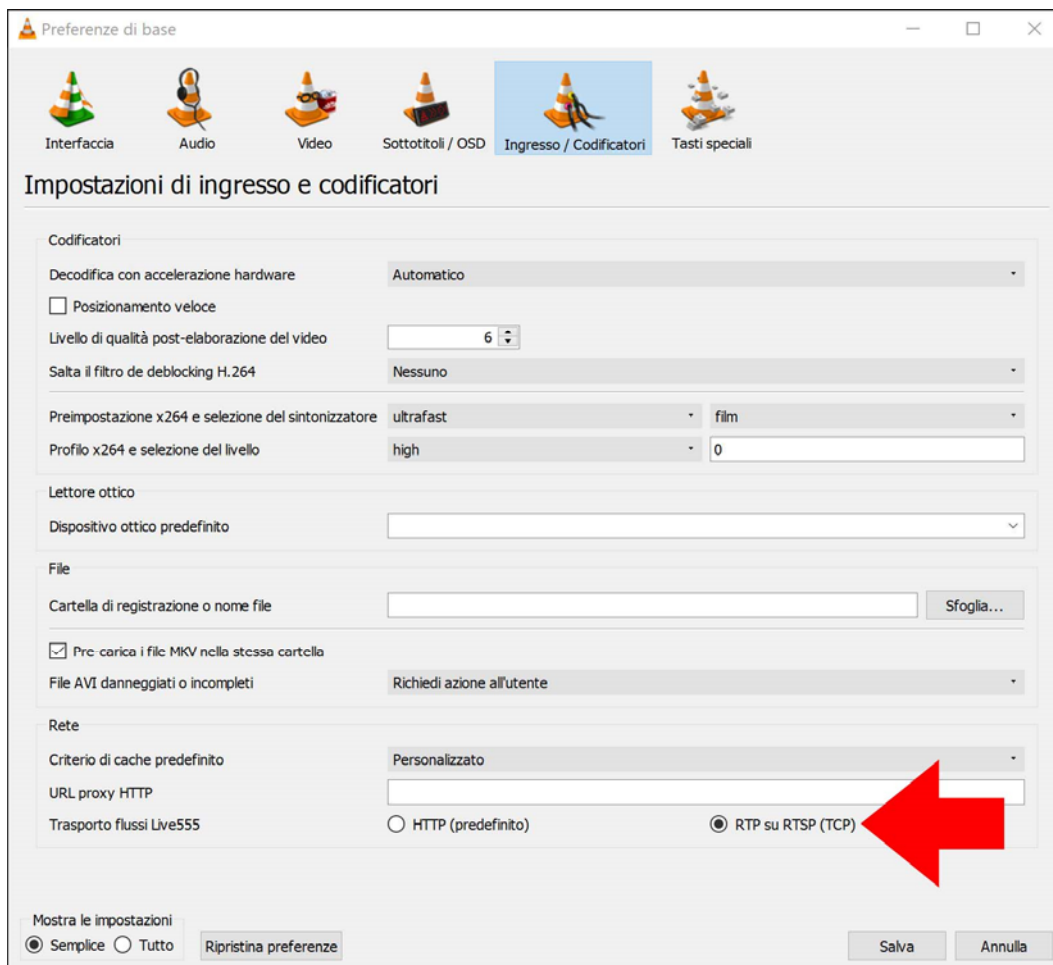 Preferenze di base
Interfaccia Audio Video Sottotitoli / OSD Ingresso / Codificatori Tasti speciali
Impostazioni di ingresso e codificatori
Codificatori
Decodifica con accelerazione hardware Automatico
Posizionamento veloce
Livello di qualità post-elaborazione del video 6
Salta il filtro de deblocking H.264 Nessuno
Preimpostazione x264 e selezione del sintonizzatore ultrafast film
Profilo x264 e selezione del livello high 0
Lettore ottico
Dispositivo ottico predefinito
File
Cartella di registrazione o nome file Sfoglia...
Pre-carica i file MKV nella stessa cartella
File AVI danneggiati o incompleti Richiedi azione all'utente
Rete
Criterio di cache predefinito Personalizzato
URL proxy HTTP
Trasporto flussi Live555 HTTP (predefinito) RTP su RTSP (TCP)
Mostra le impostazioni
Semplice Tutto Ripristina preferenze Salva Annulla